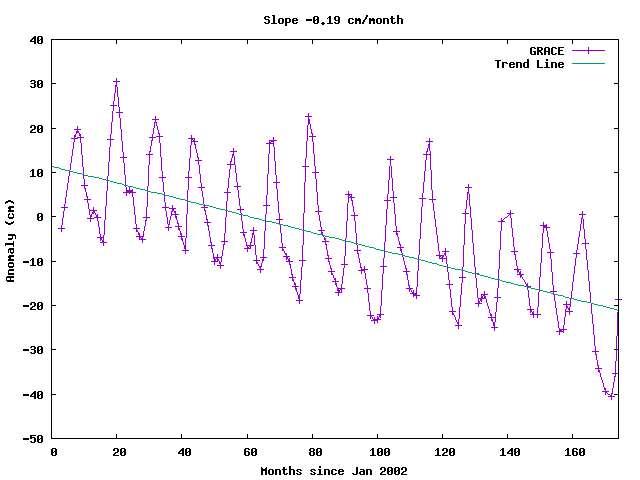 Slope -0.19 cm/month
GRACE
Trend Line
40
30
20
10
0
-10
-20
-30
-40
-50
Anomaly (cm)
0 20 40 60 80 100 120 140 160
Months since Jan 2002